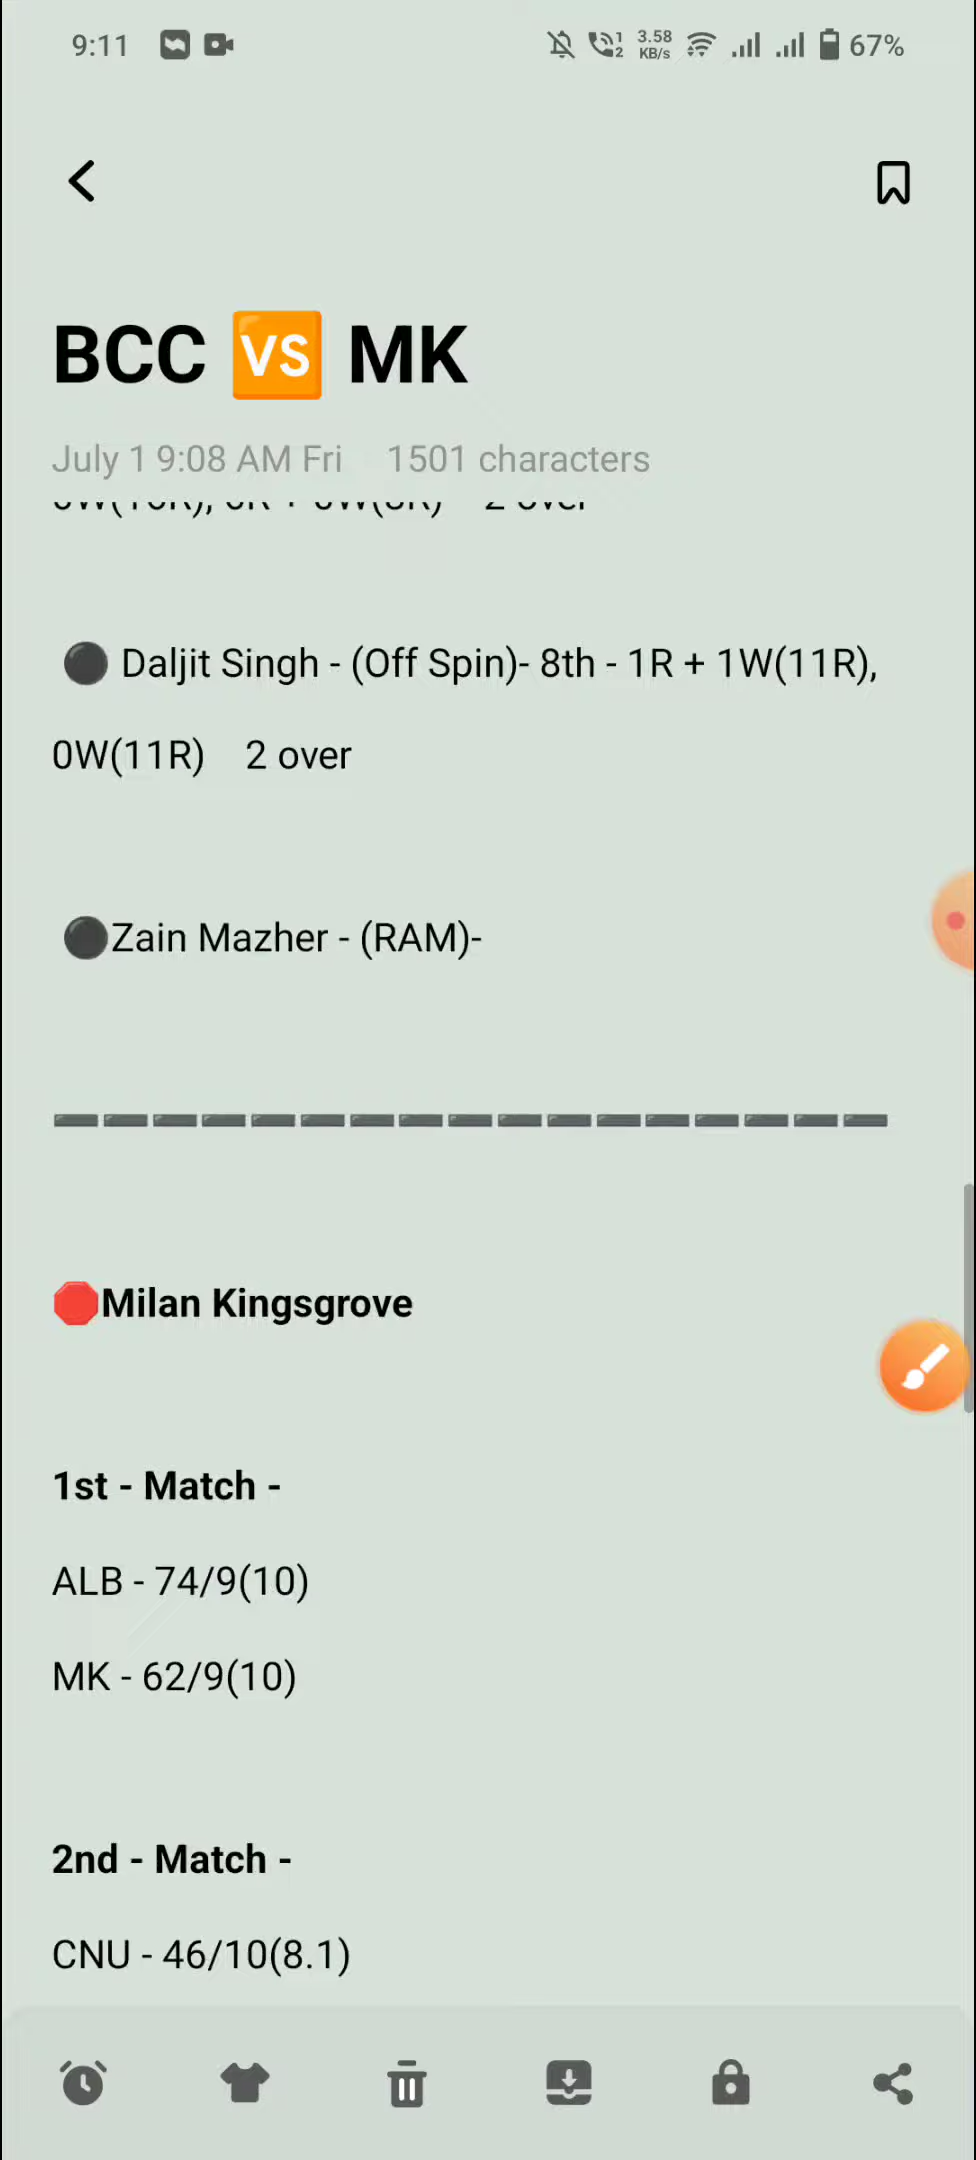 9:11 3.58 KB/s 67%
BCC VS MK
July 1 9:08 AM Fri 1501 characters
2 over
Daljit Singh - (Off Spin)- 8th - 1R + 1W(11R),
0W(11R) 2 over
Zain Mazher - (RAM)-
Milan Kingsgrove
1st - Match -
ALB - 74/9(10)
MK - 62/9(10)
2nd - Match -
CNU - 46/10(8.1)